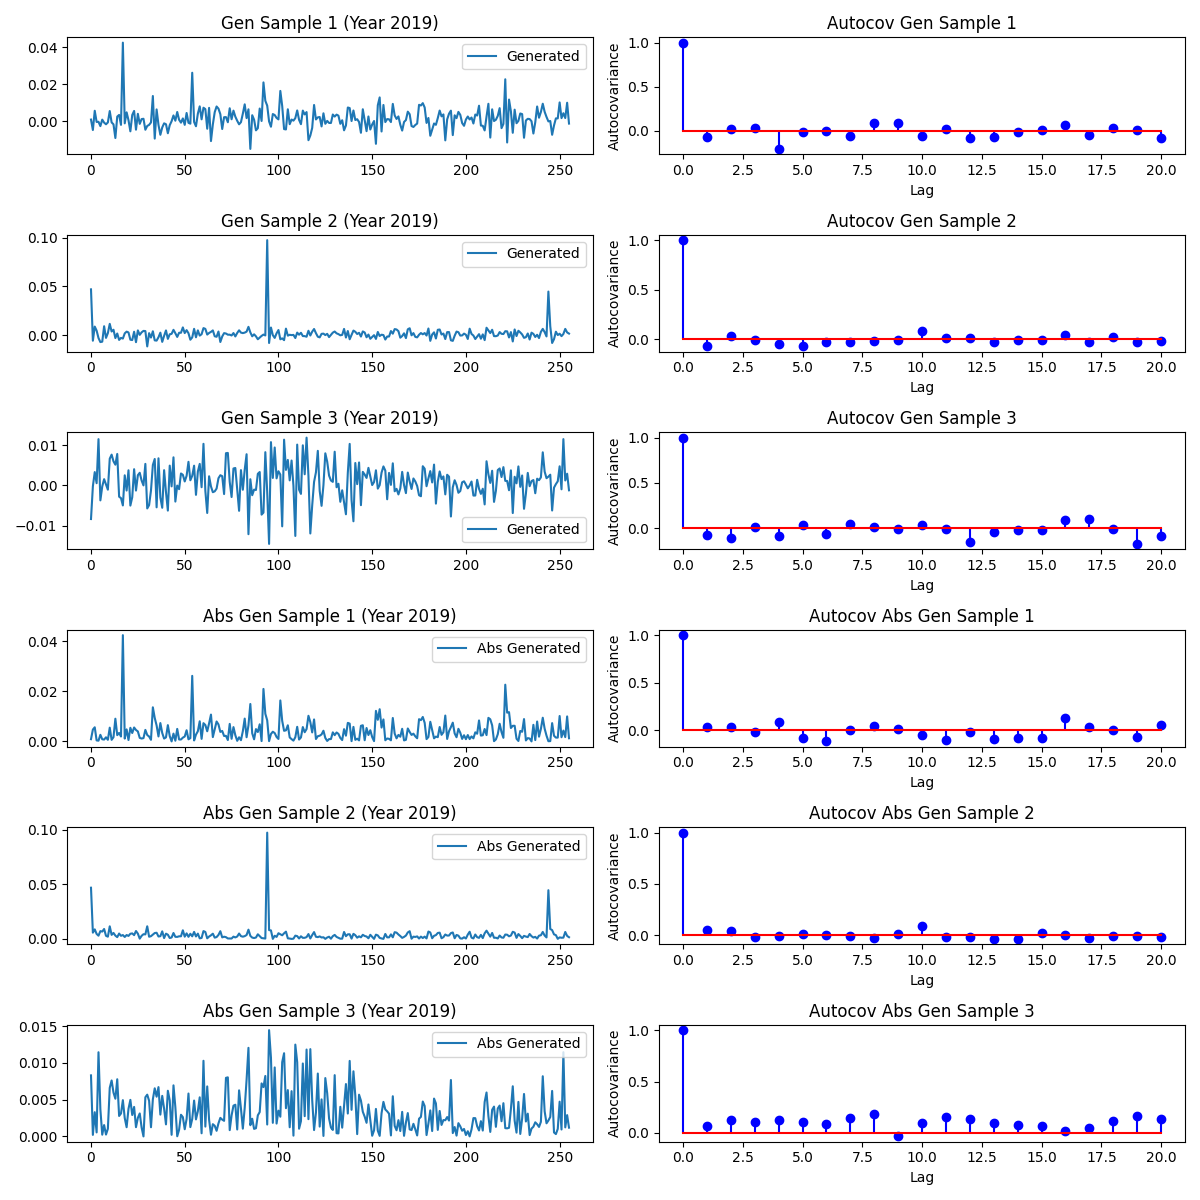 Gen Sample 1 (Year 2019)
0.04
0.02
0.00
Generated
0 50 100 150 200 250
Autocov Gen Sample 1
Autocovariance
1.0
0.5
0.0
0.0 2.5 5.0 7.5 10.0 12.5 15.0 17.5 20.0
Lag
Gen Sample 2 (Year 2019)
0.10
0.05
0.00
Generated
0 50 100 150 200 250
Autocov Gen Sample 2
Autocovariance
1.0
0.5
0.0
0.0 2.5 5.0 7.5 10.0 12.5 15.0 17.5 20.0
Lag
Gen Sample 3 (Year 2019)
0.01
0.00
−0.01
Generated
0 50 100 150 200 250
Autocov Gen Sample 3
Autocovariance
1.0
0.5
0.0
0.0 2.5 5.0 7.5 10.0 12.5 15.0 17.5 20.0
Lag
Abs Gen Sample 1 (Year 2019)
0.04
0.02
0.00
Abs Generated
0 50 100 150 200 250
Autocov Abs Gen Sample 1
Autocovariance
1.0
0.5
0.0
0.0 2.5 5.0 7.5 10.0 12.5 15.0 17.5 20.0
Lag
Abs Gen Sample 2 (Year 2019)
0.10
0.05
0.00
Abs Generated
0 50 100 150 200 250
Autocov Abs Gen Sample 2
Autocovariance
1.0
0.5
0.0
0.0 2.5 5.0 7.5 10.0 12.5 15.0 17.5 20.0
Lag
Abs Gen Sample 3 (Year 2019)
0.015
0.010
0.005
0.000
Abs Generated
0 50 100 150 200 250
Autocov Abs Gen Sample 3
Autocovariance
1.0
0.5
0.0
0.0 2.5 5.0 7.5 10.0 12.5 15.0 17.5 20.0
Lag